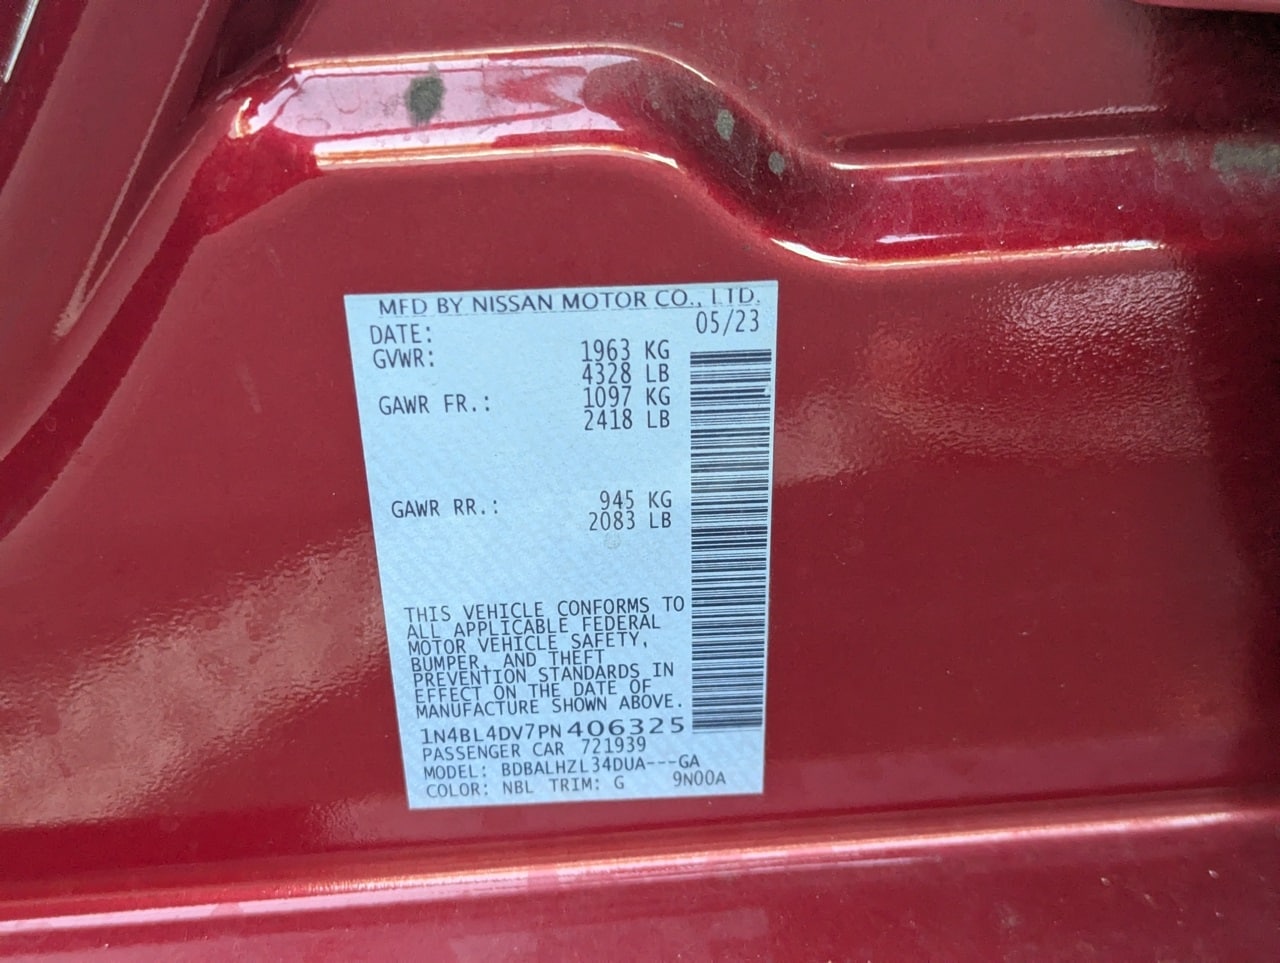 MFD BY NISSAN MOTOR CO., LTD.
DATE: 05/23
GVWR: 1963 KG
4328 LB
GAWR FR.: 1097 KG
2418 LB
GAWR RR.: 945 KG
2083 LB
THIS VEHICLE CONFORMS TO
ALL APPLICABLE FEDERAL
MOTOR VEHICLE SAFETY,
BUMPER, AND THEFT
PREVENTION STANDARDS IN
EFFECT ON THE DATE OF
MANUFACTURE SHOWN ABOVE.
1N4BL4DV7PN406325
PASSENGER CAR 721939
MODEL: BDBALHZL34DUA---GA
COLOR: NBL TRIM: G 9N00A